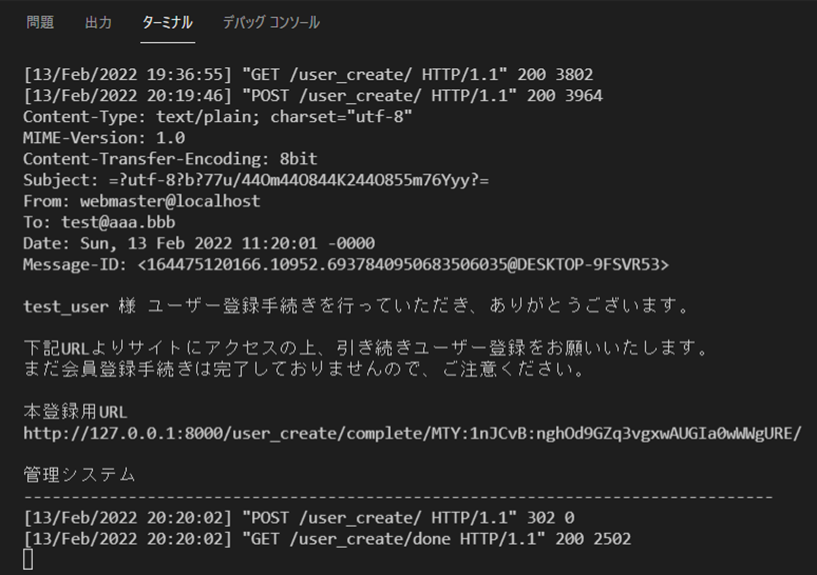 問題 出力 ターミナル デバッグ コンソール
[13/Feb/2022 19:36:55] "GET /user_create/ HTTP/1.1" 200 3802
[13/Feb/2022 20:19:46] "POST /user_create/ HTTP/1.1" 200 3964
Content-Type: text/plain; charset="utf-8"
MIME-Version: 1.0
Content-Transfer-Encoding: 8bit
Subject: =?utf-8?b?77u/44Om44O844K244O855m76Yyy?=
From: webmaster@localhost
To: test@aaa.bbb
Date: Sun, 13 Feb 2022 11:20:01 -0000
Message-ID: <164475120166.10952.6937840950683506035@DESKTOP-9FSVR53>
test_user 様 ユーザー登録手続きを行っていただき、ありがとうございます。
下記URLよりサイトにアクセスの上、引き続きユーザー登録をお願いいたします。
まだ会員登録手続きは完了しておりませんので、ご注意ください。
本登録用URL
http://127.0.0.1:8000/user_create/complete/MTY:1nJCvB:nghOd9GZq3vgxwAUGIa0wWWgURE/
管理システム
-------------------------------------------------------------------------------
[13/Feb/2022 20:20:02] "POST /user_create/ HTTP/1.1" 302 0
[13/Feb/2022 20:20:02] "GET /user_create/done HTTP/1.1" 200 2502